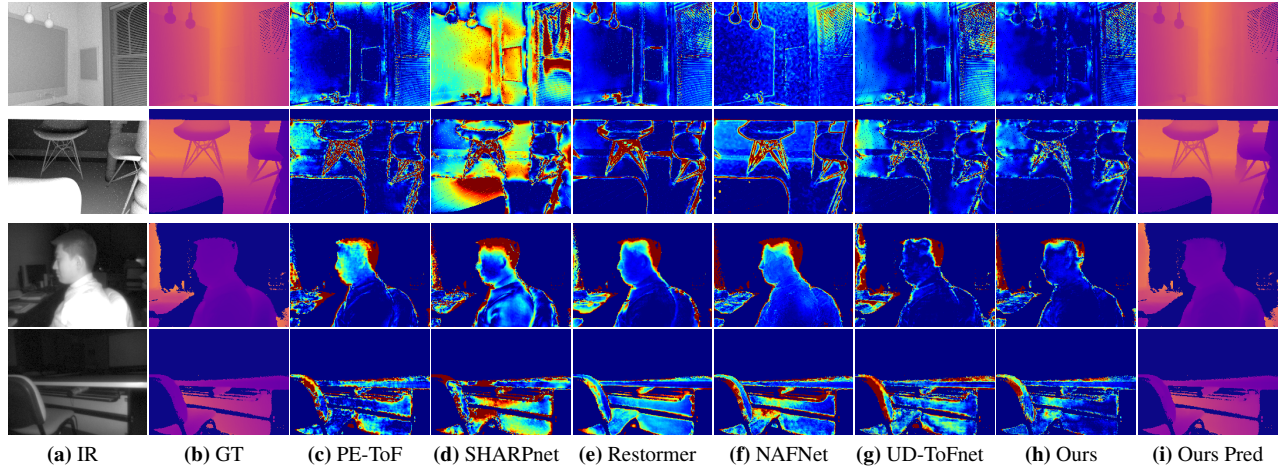 (a) IR (b) GT (c) PE-ToF (d) SHARPnet (e) Restormer (f) NAFNet (g) UD-ToFnet (h) Ours (i) Ours Pred